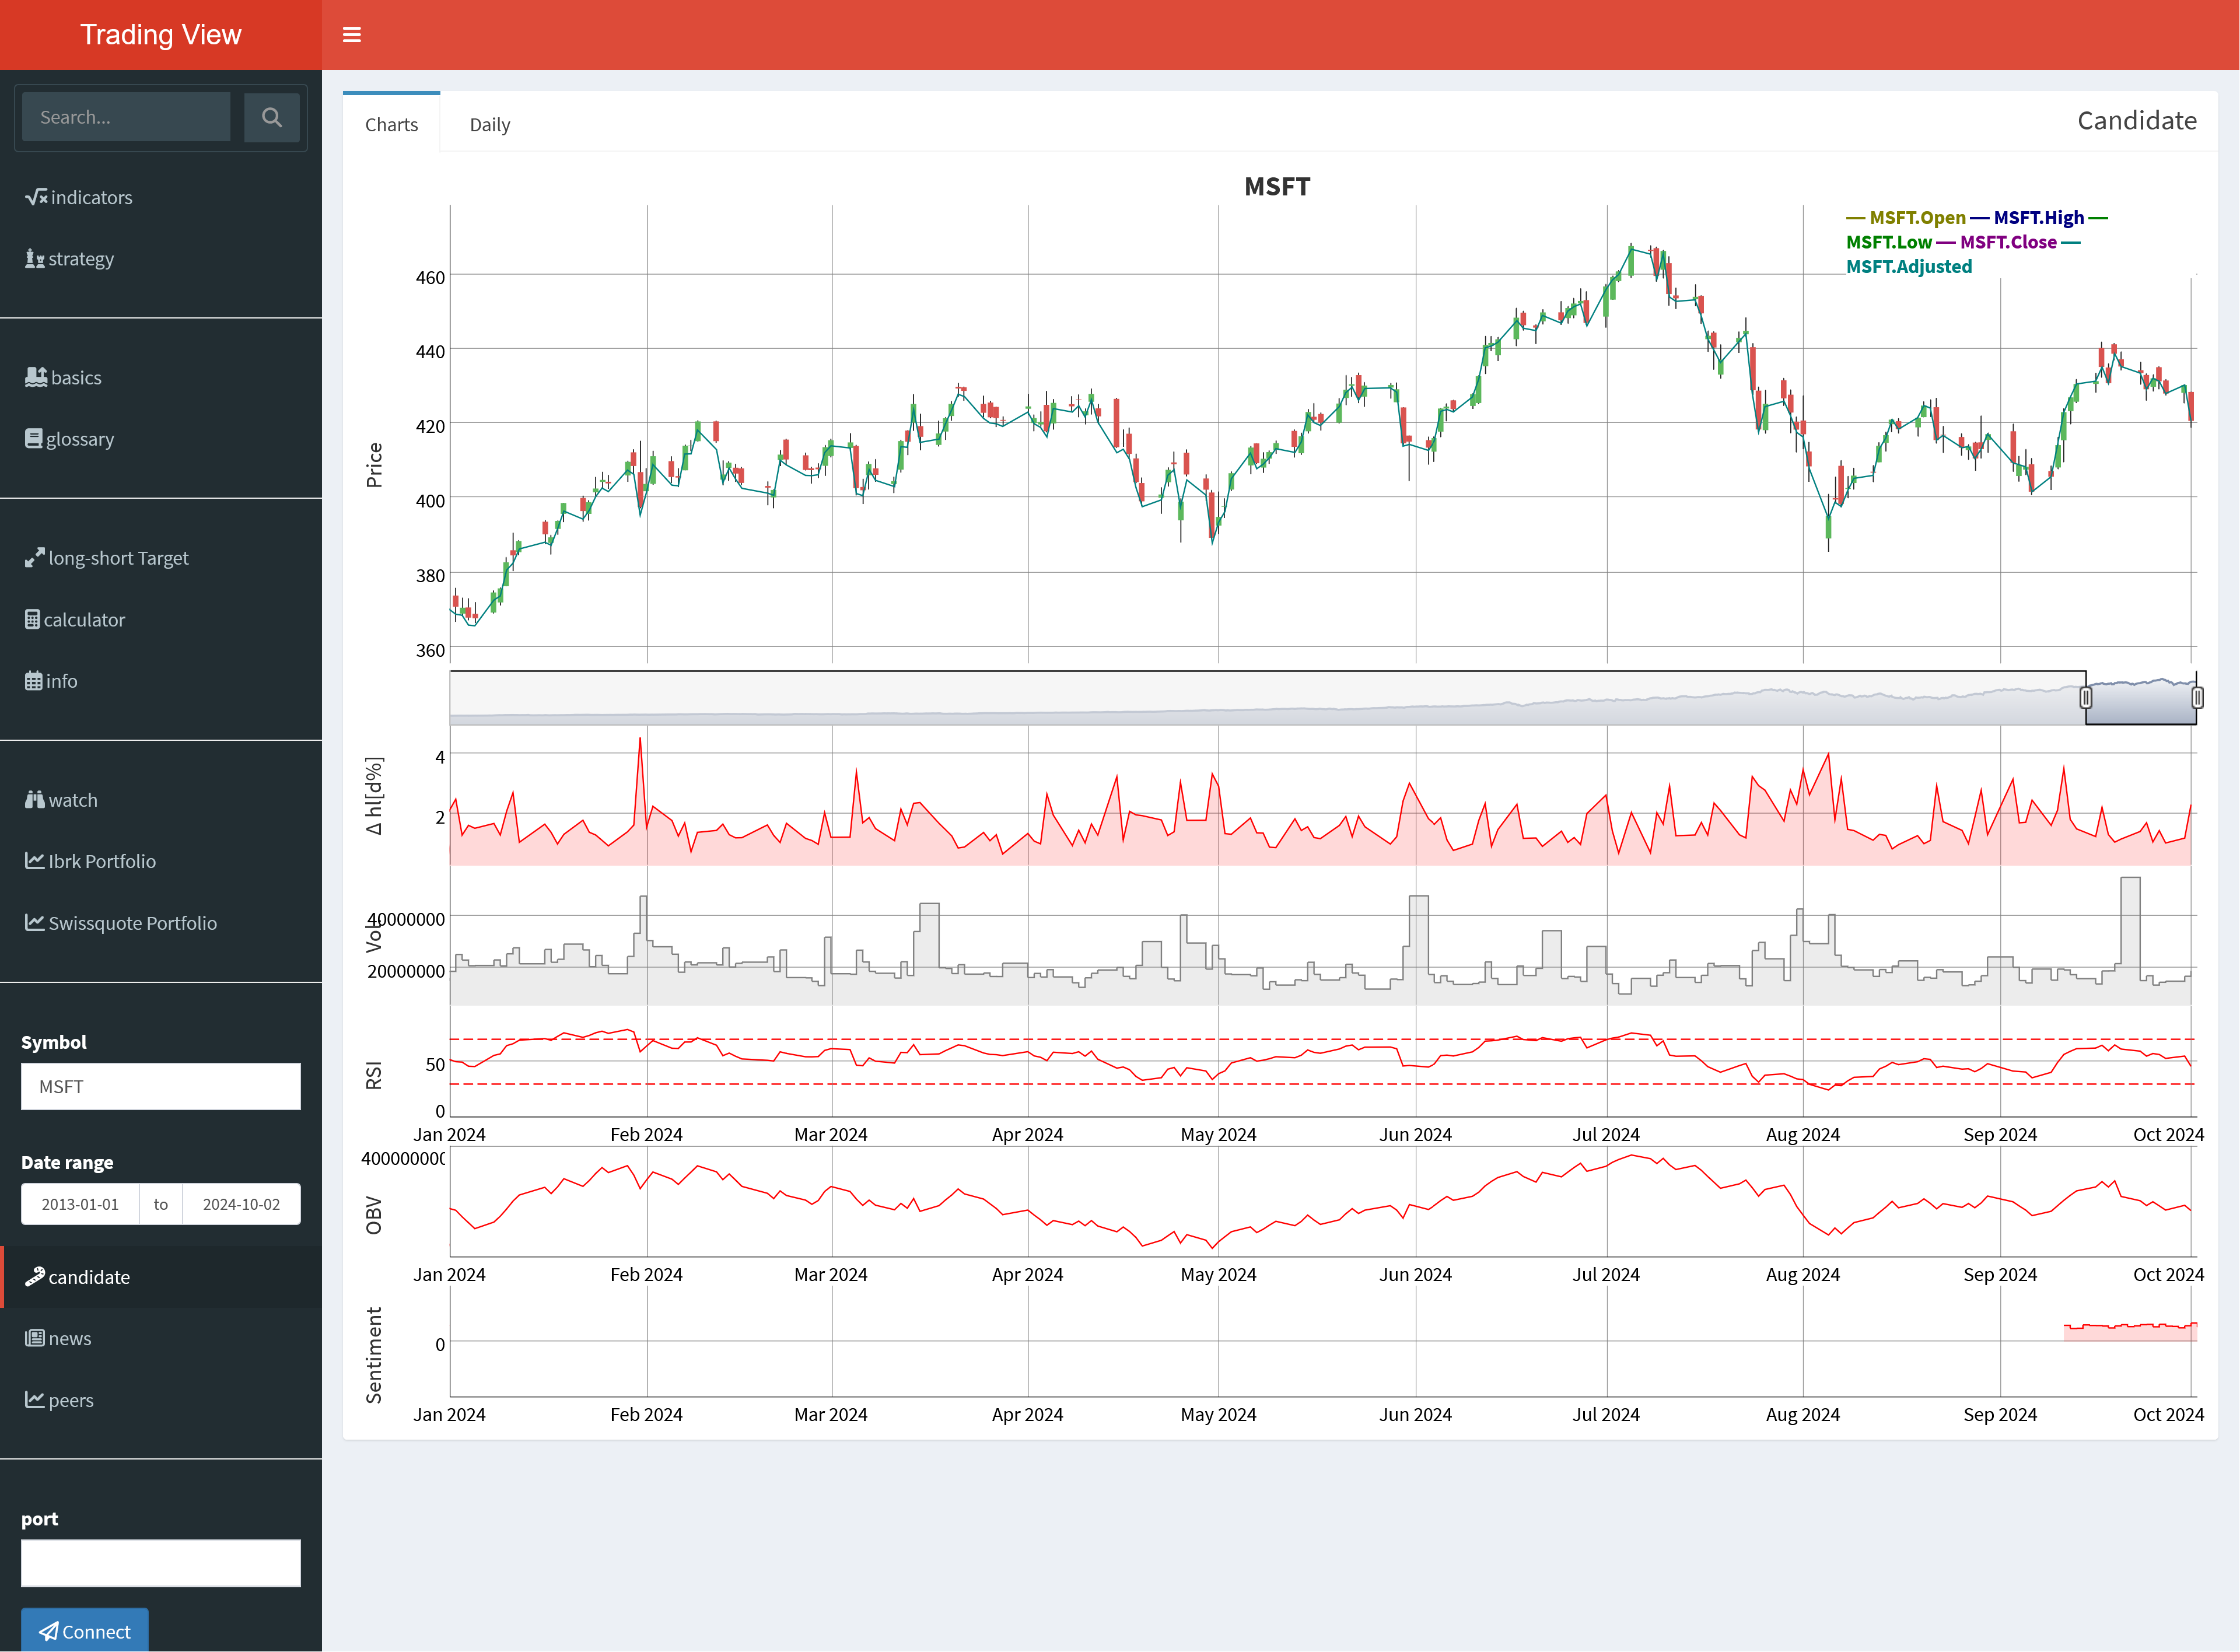 Trading View
Search...
indicators
strategy
basics
glossary
long-short Target
calculator
info
watch
Ibrk Portfolio
Swissquote Portfolio
Symbol
MSFT
Date range
2013-01-01 to 2024-10-02
candidate
news
peers
port
Connect
Charts Daily Candidate
MSFT
MSFT.Open MSFT.High
MSFT.Low MSFT.Close
MSFT.Adjusted
Price
460
440
420
400
380
360
Δ hl[d%]
4
2
Vol
40000000
20000000
RSI
50
0
Jan 2024 Feb 2024 Mar 2024 Apr 2024 May 2024 Jun 2024 Jul 2024 Aug 2024 Sep 2024 Oct 2024
OBV
Jan 2024 Feb 2024 Mar 2024 Apr 2024 May 2024 Jun 2024 Jul 2024 Aug 2024 Sep 2024 Oct 2024
Sentiment
0
Jan 2024 Feb 2024 Mar 2024 Apr 2024 May 2024 Jun 2024 Jul 2024 Aug 2024 Sep 2024 Oct 2024